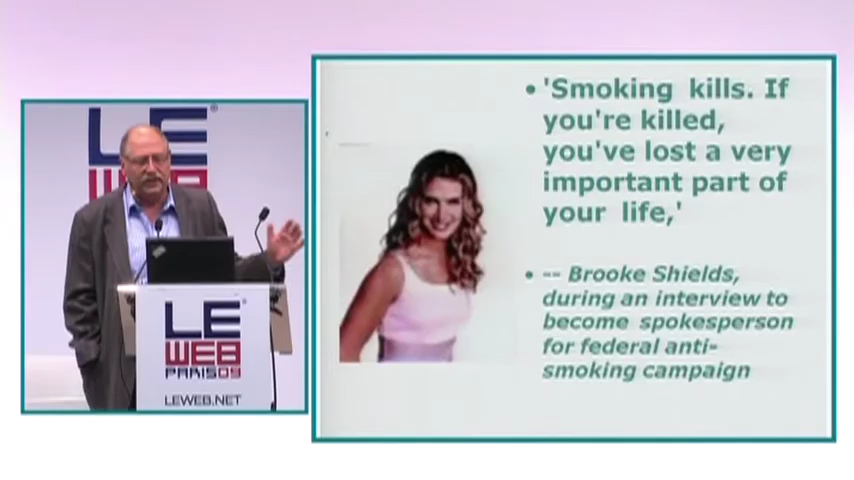 LE
WEB
LE
WEB
PARIS09
LEWEB.NET
• 'Smoking kills. If
you're killed,
you've lost a very
important part of
your life,'
• -- Brooke Shields,
during an interview to
become spokesperson
for federal anti-
smoking campaign